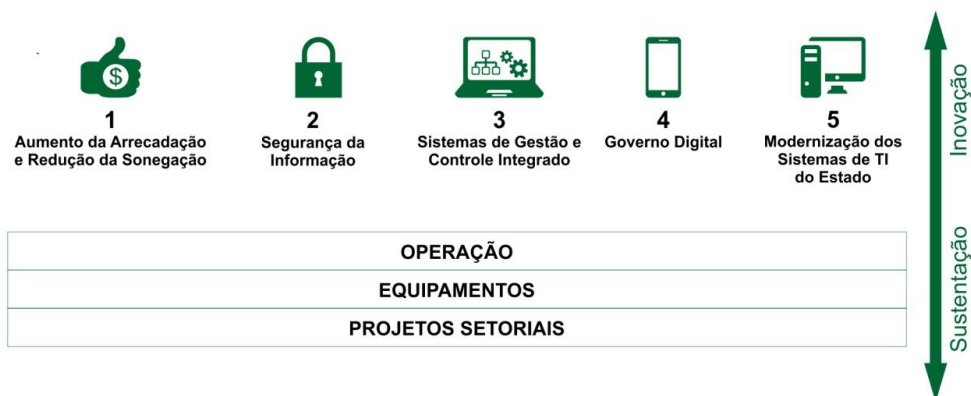 $
1
Aumento da Arrecadação
e Redução da Sonegação
2
Segurança da
Informação
3
Sistemas de Gestão e
Controle Integrado
4
Governo Digital
5
Modernização dos
Sistemas de TI
do Estado
Inovação
OPERAÇÃO
EQUIPAMENTOS
PROJETOS SETORIAIS
Sustentação